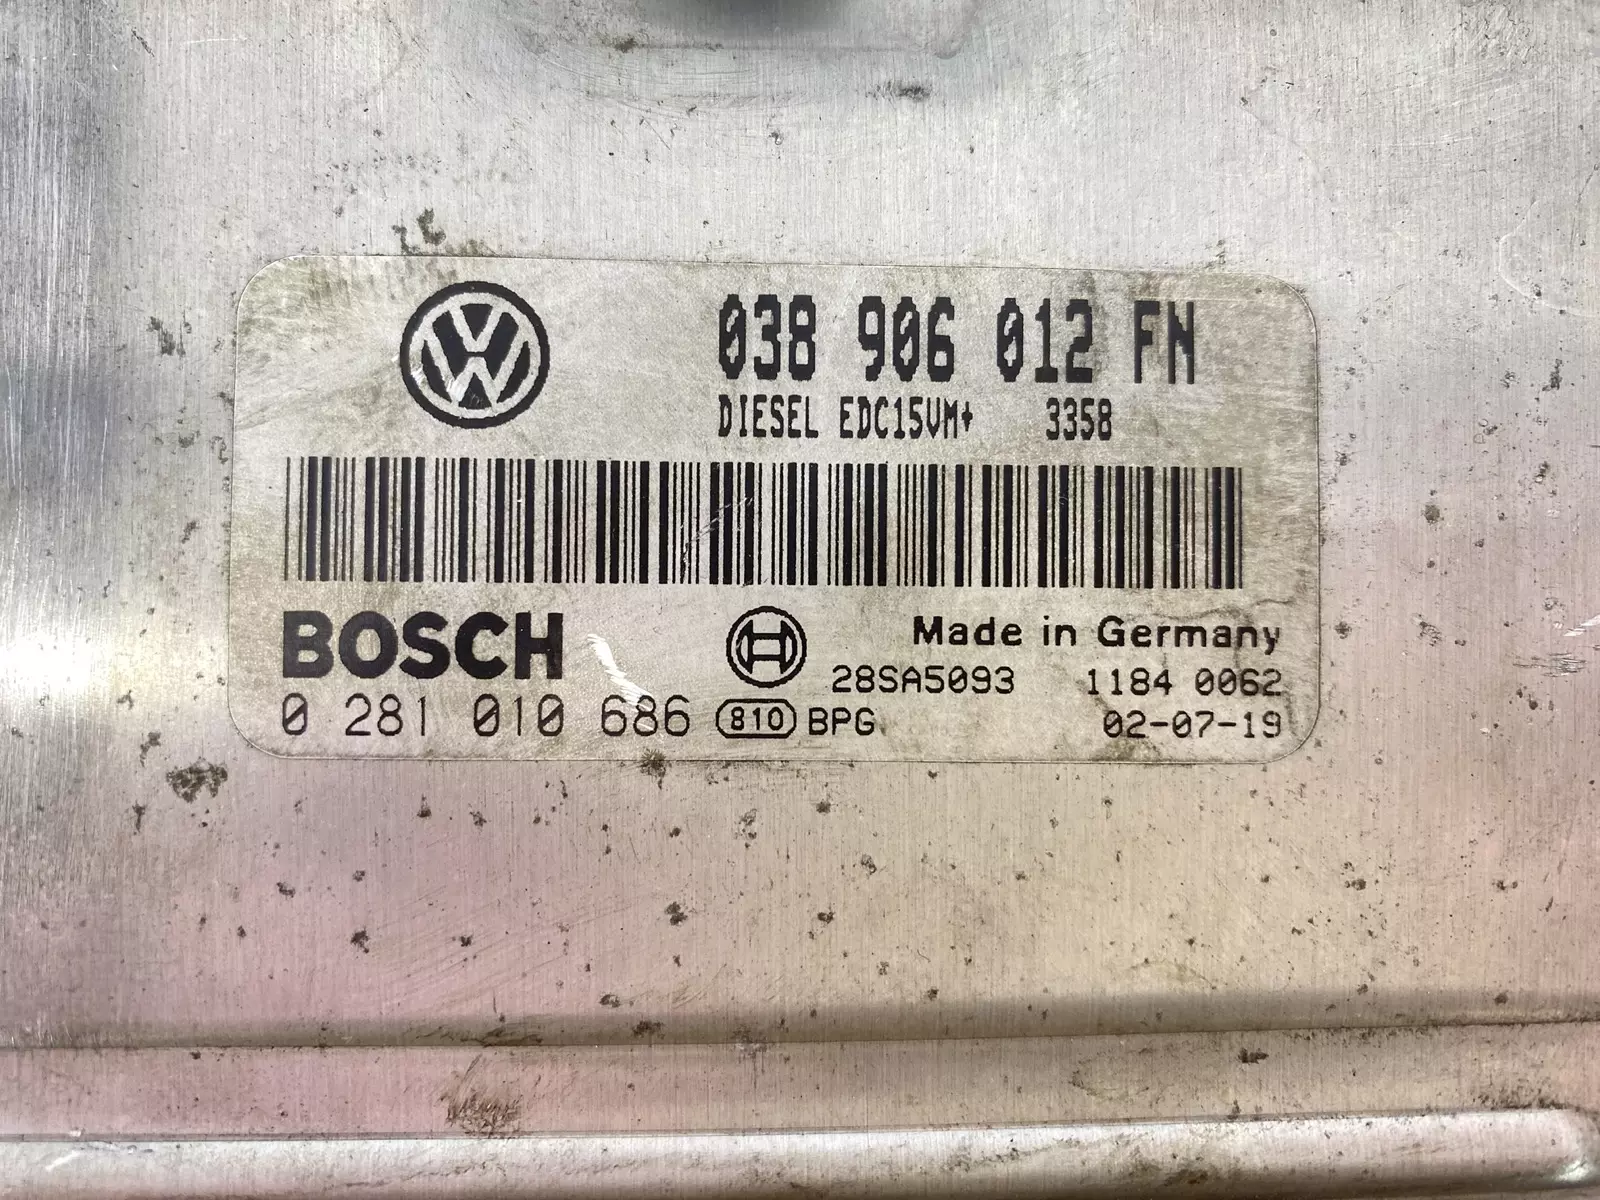 VW
038 906 012 FN
DIESEL EDC15VM+ 3358
BOSCH
Made in Germany
28SA5093 1184 0062
0 281 010 686 810 BPG 02-07-19